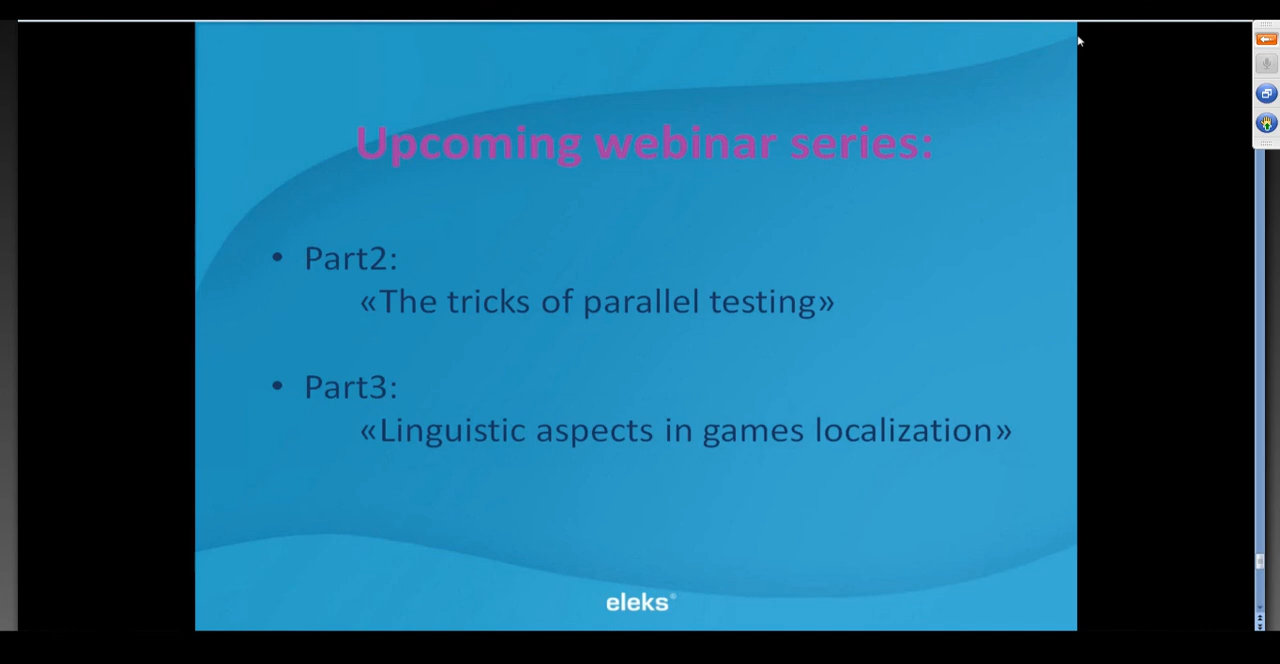 Upcoming webinar series:
• Part2:
«The tricks of parallel testing»
• Part3:
«Linguistic aspects in games localization»
eleks®